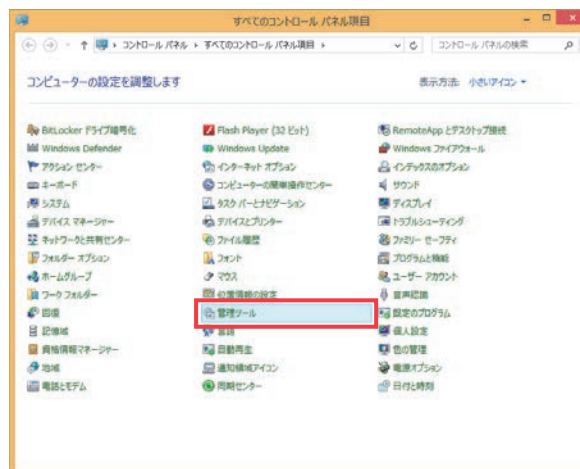 すべてのコントロール パネル項目
コントロール パネル ▸ すべてのコントロール パネル項目 ▸
コントロール パネルの検索
コンピューターの設定を調整します
表示方法: 小さいアイコン
BitLocker ドライブ暗号化
Flash Player (32 ビット)
RemoteApp とデスクトップ接続
Windows Defender
Windows Update
Windows ファイアウォール
アクション センター
インターネット オプション
インデックスのオプション
キーボード
コンピューターの簡単操作センター
サウンド
システム
タスク バーとナビゲーション
ディスプレイ
デバイス マネージャー
デバイスとプリンター
トラブルシューティング
ネットワークと共有センター
ファイル履歴
ファミリー セーフティ
フォルダー オプション
フォント
プログラムと機能
ホームグループ
マウス
ユーザー アカウント
ワーク フォルダー
位置情報の設定
音声認識
回復
管理ツール
既定のプログラム
記憶域
言語
個人設定
資格情報マネージャー
自動再生
色の管理
地域
通知領域アイコン
電源オプション
電話とモデム
同期センター
日付と時刻